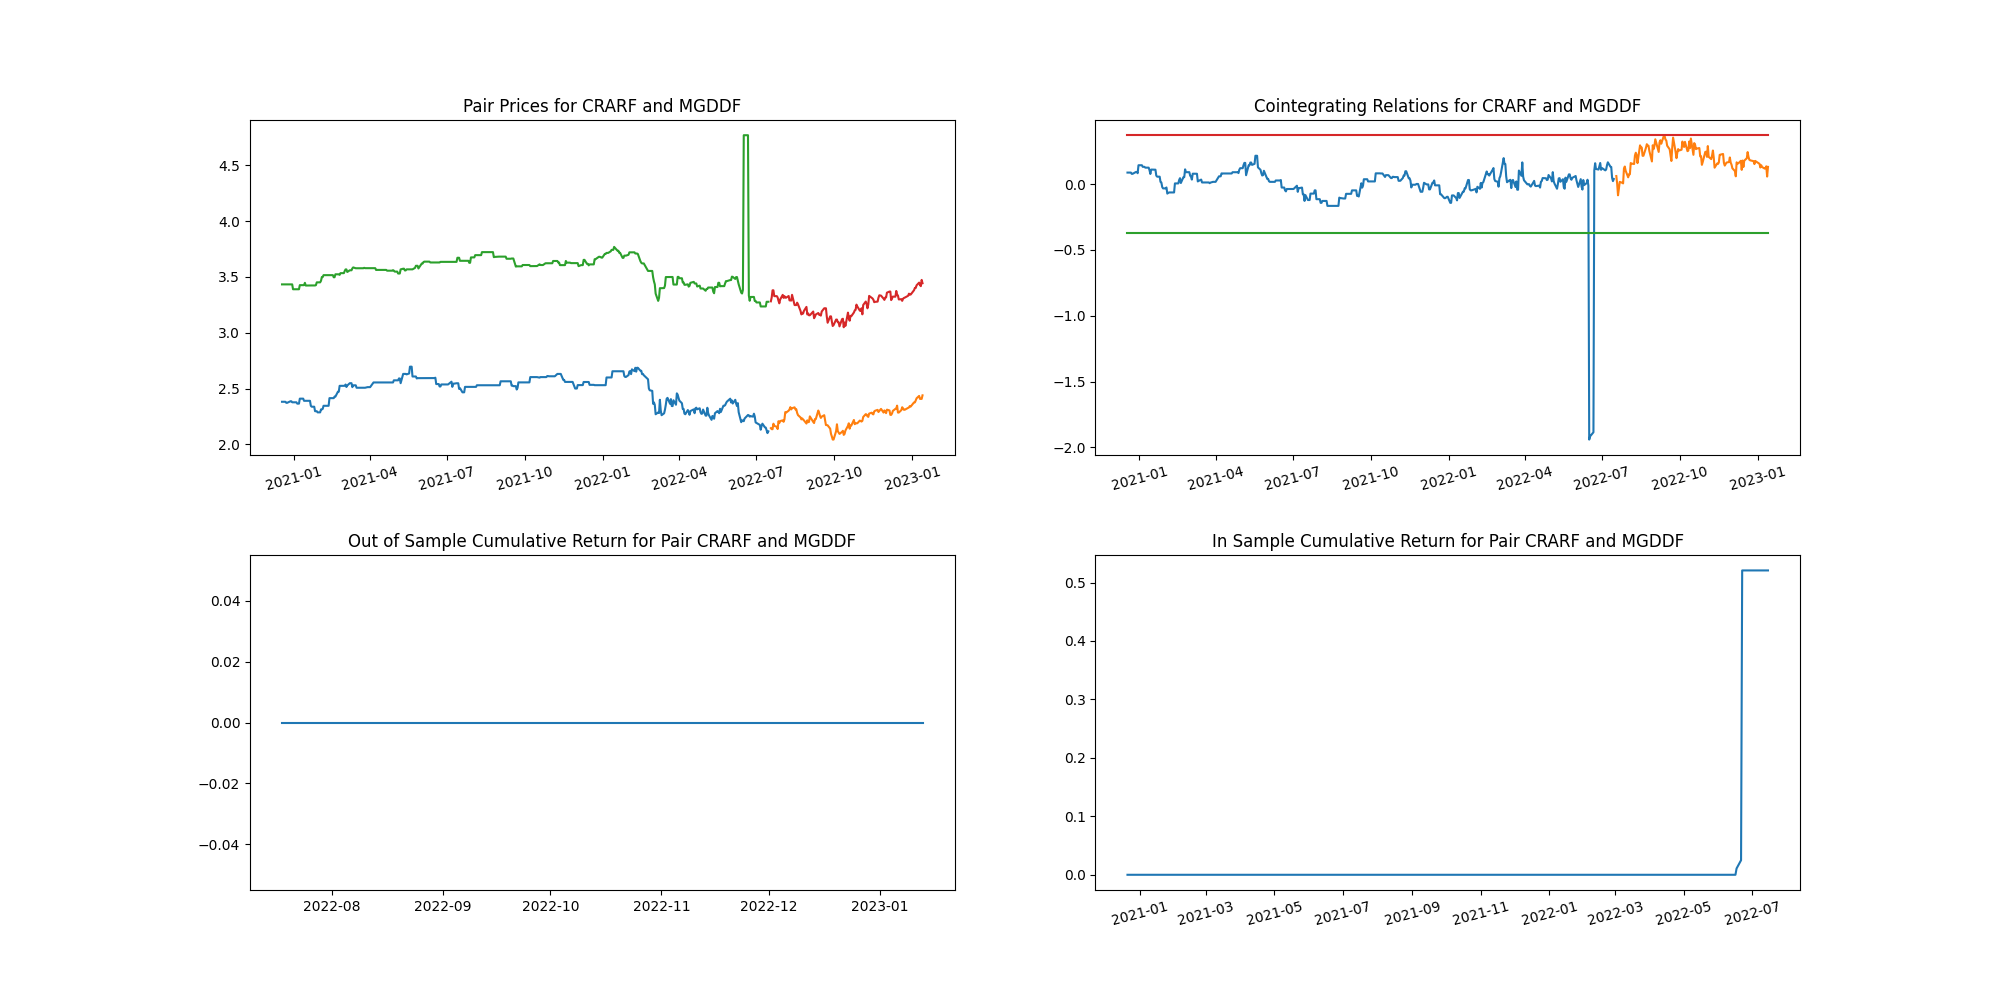 Pair Prices for CRARF and MGDDF
4.5
4.0
3.5
3.0
2.5
2.0
2021-01 2021-04 2021-07 2021-10 2022-01 2022-04 2022-07 2022-10 2023-01
Cointegrating Relations for CRARF and MGDDF
0.0
−0.5
−1.0
−1.5
−2.0
2021-01 2021-04 2021-07 2021-10 2022-01 2022-04 2022-07 2022-10 2023-01
Out of Sample Cumulative Return for Pair CRARF and MGDDF
0.04
0.02
0.00
−0.02
−0.04
2022-08 2022-09 2022-10 2022-11 2022-12 2023-01
In Sample Cumulative Return for Pair CRARF and MGDDF
0.5
0.4
0.3
0.2
0.1
0.0
2021-01 2021-03 2021-05 2021-07 2021-09 2021-11 2022-01 2022-03 2022-05 2022-07